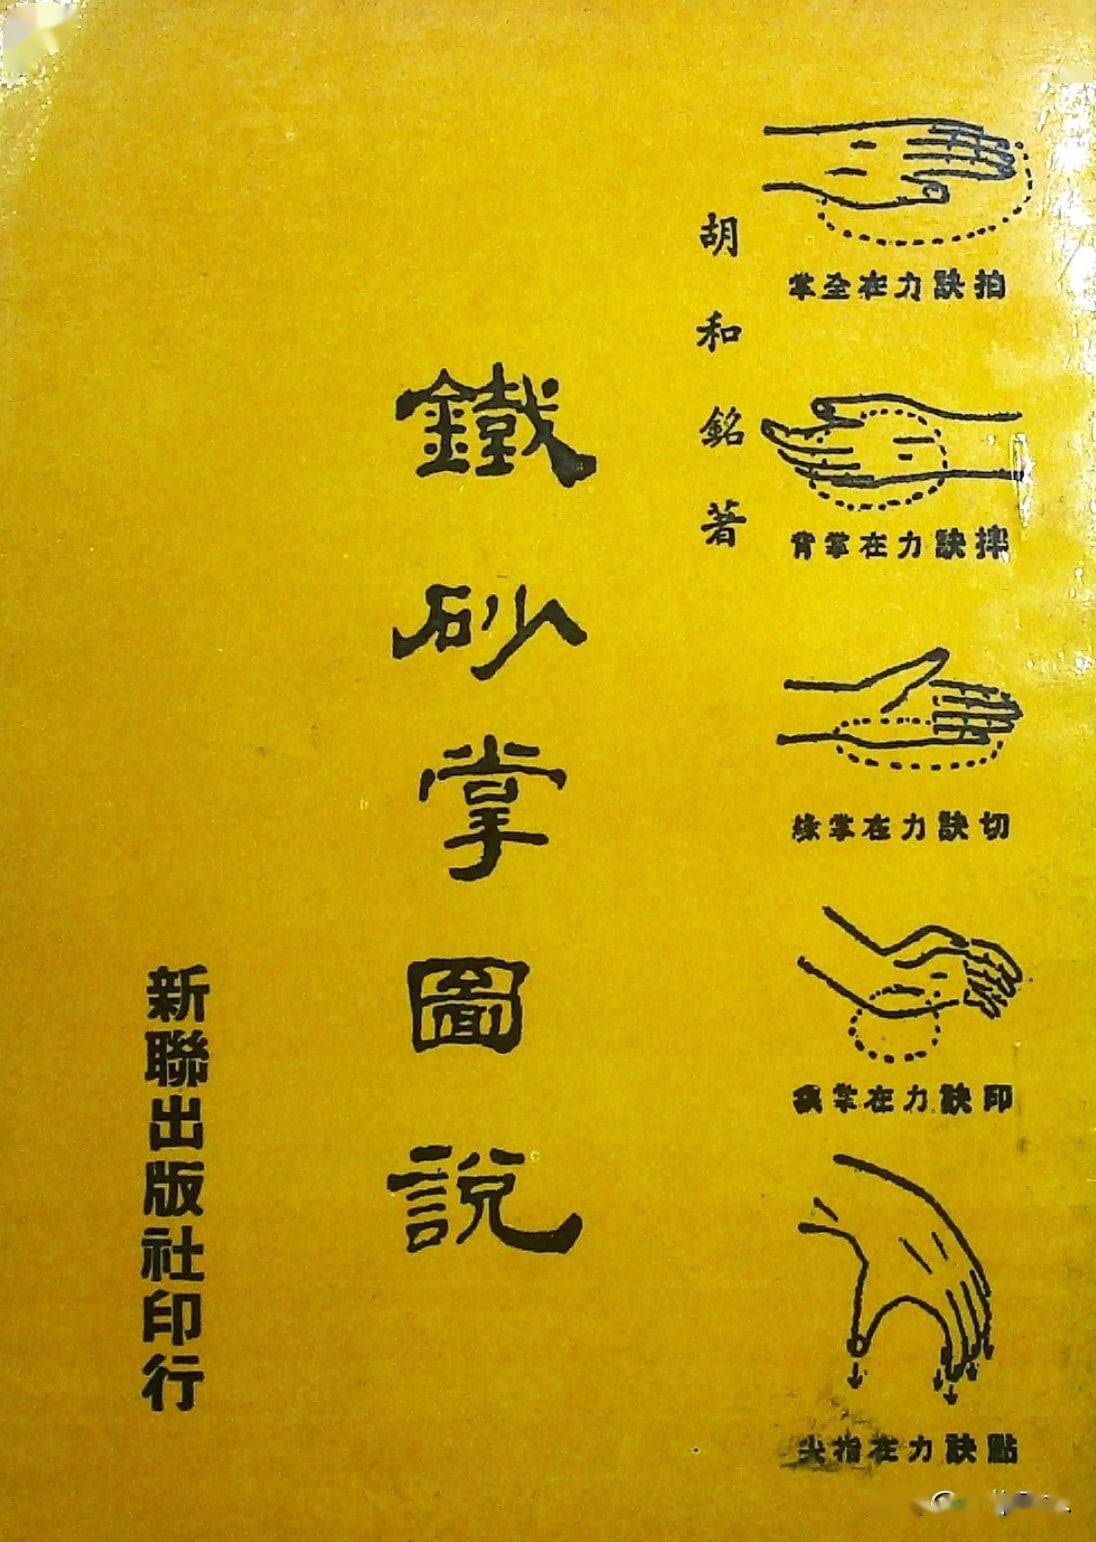 拍訣力在全掌
摔訣力在掌背
切訣力在掌緣
印訣力在掌
點訣力在指尖
胡和銘著
鐵砂掌圖說
新聯出版社印行